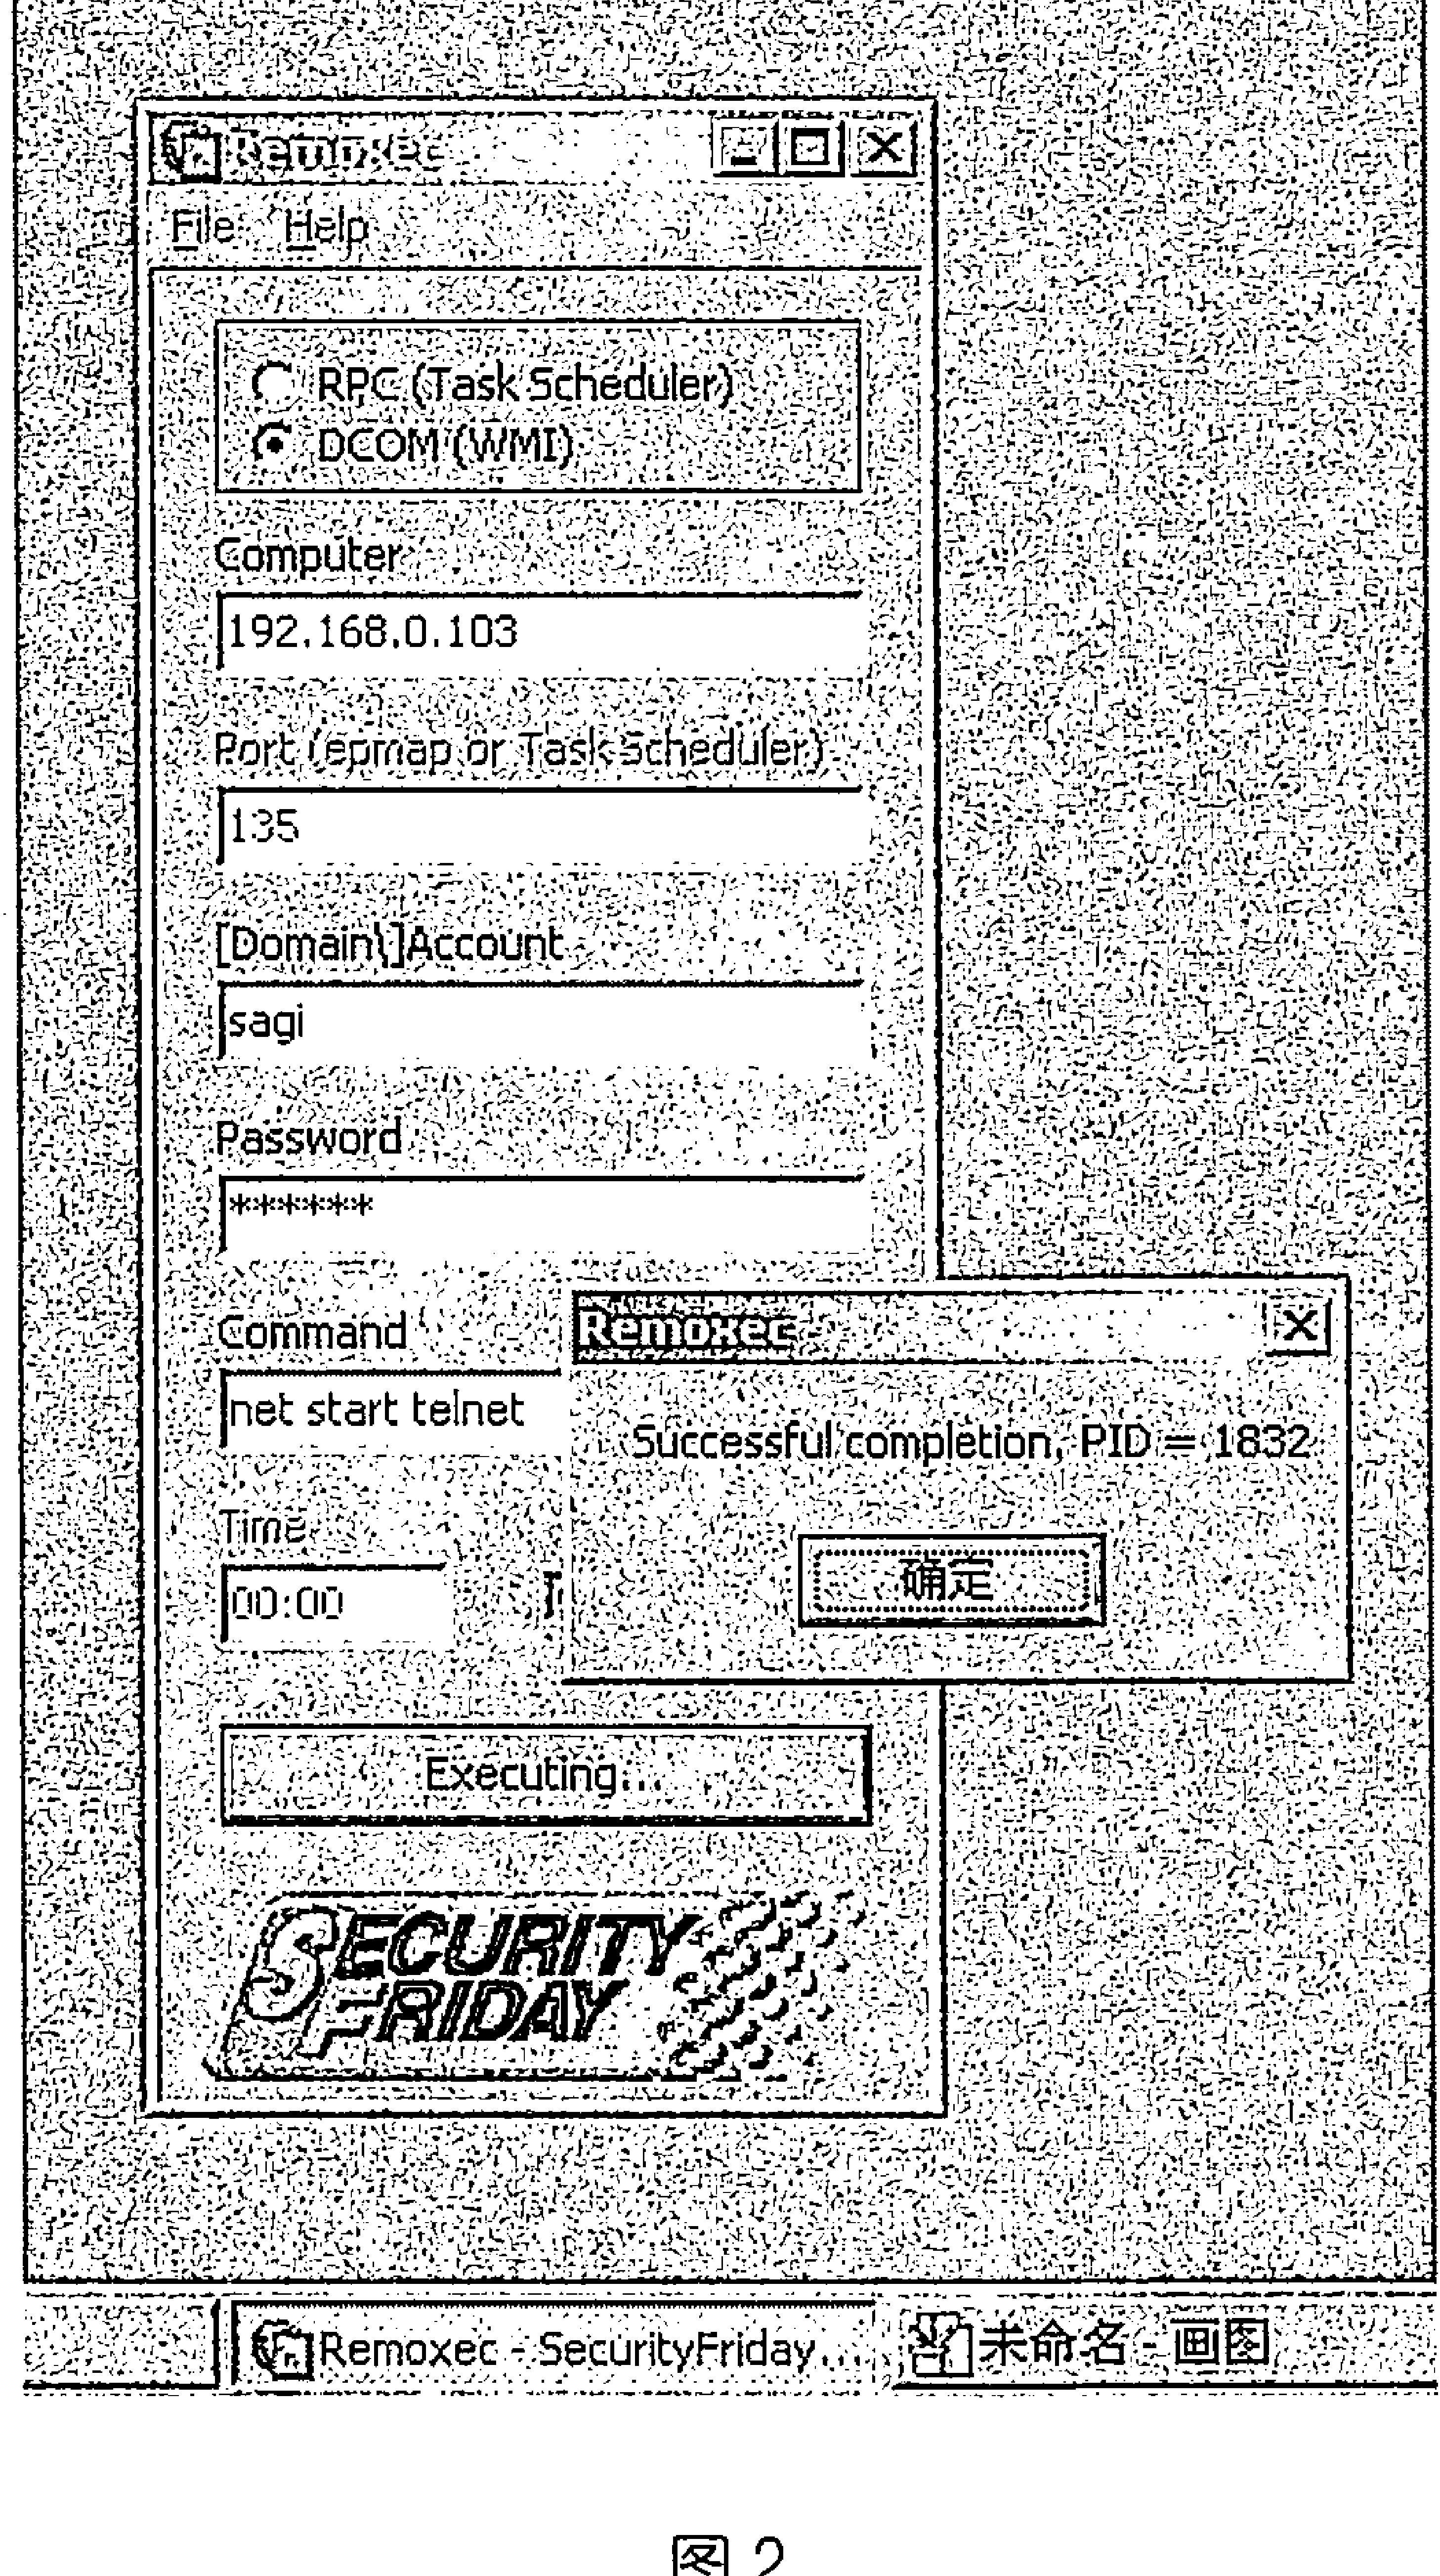 Remoxec
File Help
RPC (Task Scheduler)
DCOM (WMI)
Computer
192.168.0.103
Port (epmap or Task Scheduler)
135
[Domain\]Account
sagi
Password
******
Command
net start telnet
Time
00:00
Remoxec
Successful completion, PID = 1832
确定
Executing...
SECURITY
FRIDAY
Remoxec - SecurityFriday...
未命名 - 画图
图 2